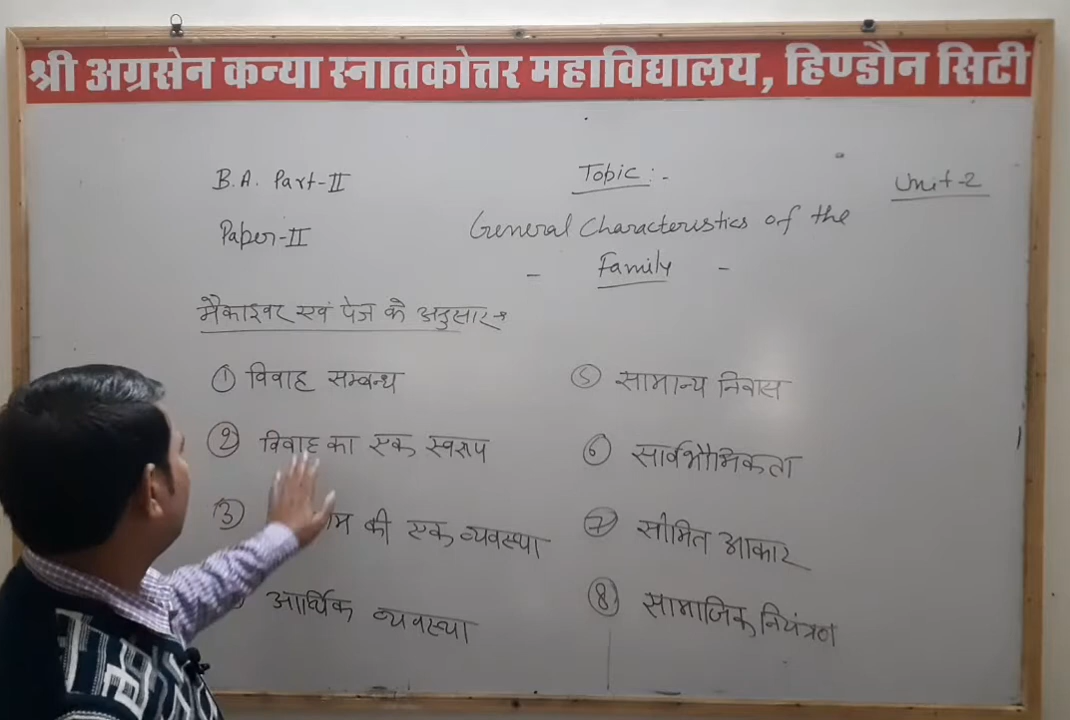 श्री अग्रसेन कन्या स्नातकोत्तर महाविद्यालय, हिण्डौन सिटी
B.A. Part-II
Topic :-
Unit-2
Paper-II
General Characteristics of the
- Family -
मैकाइवर एवं पेज के अनुसार→
① विवाह सम्बन्ध
② विवाह का एक स्वरूप
③ की एक व्यवस्था
आर्थिक व्यवस्था
⑤ सामान्य निवास
⑥ सार्वभौमिकता
⑦ सीमित आकार
⑧ सामाजिक नियंत्रण